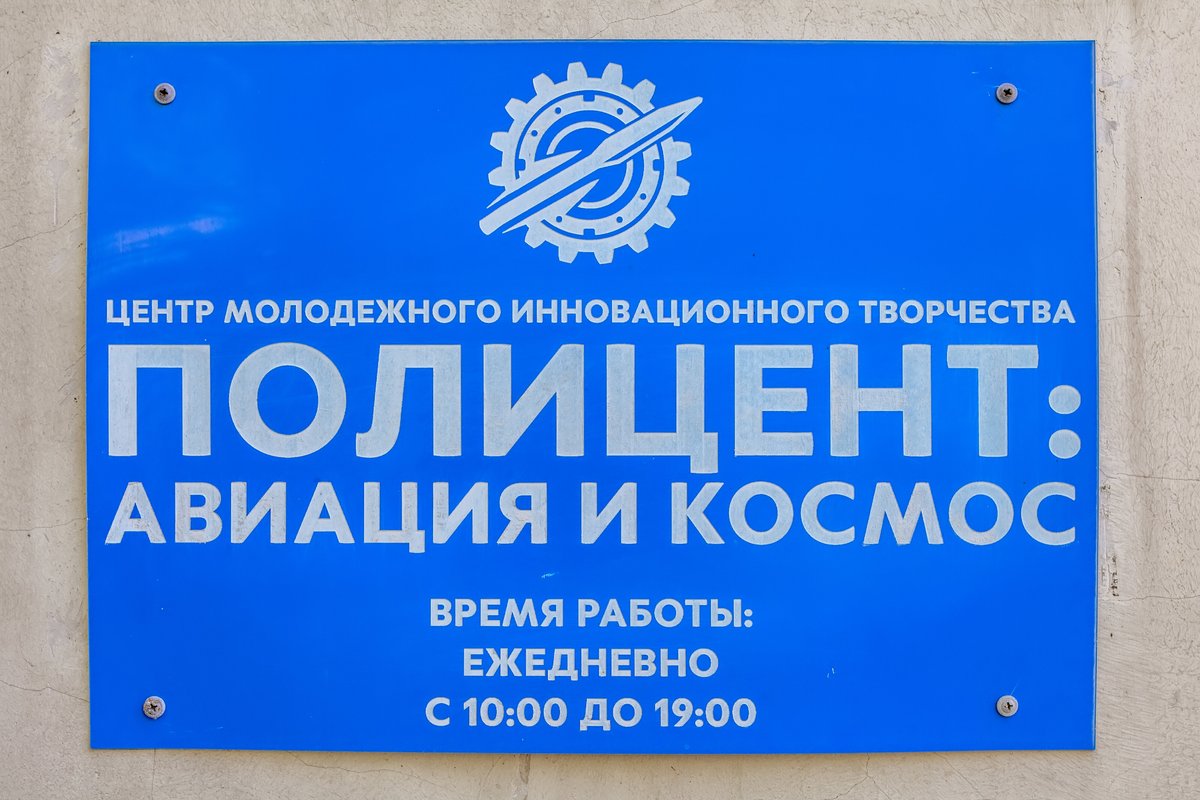 ЦЕНТР МОЛОДЕЖНОГО ИННОВАЦИОННОГО ТВОРЧЕСТВА
ПОЛИЦЕНТ:
АВИАЦИЯ И КОСМОС
ВРЕМЯ РАБОТЫ:
ЕЖЕДНЕВНО
С 10:00 ДО 19:00